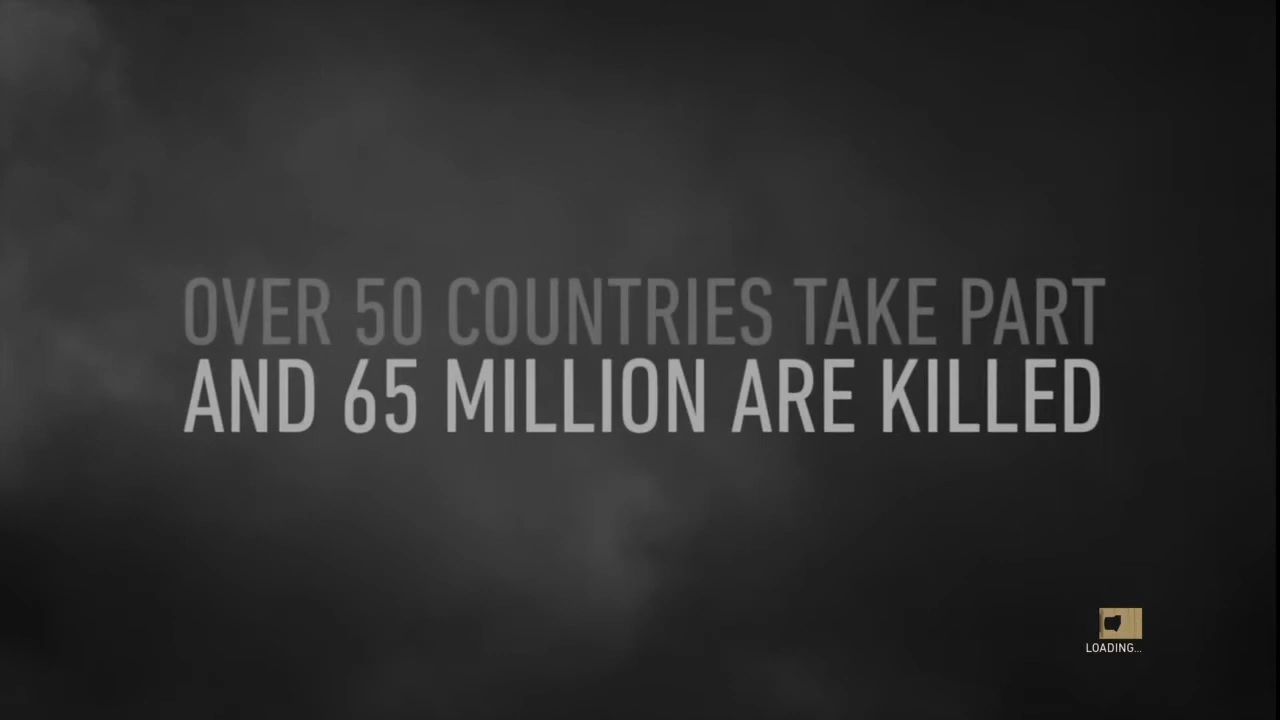 OVER 50 COUNTRIES TAKE PART
AND 65 MILLION ARE KILLED
LOADING...